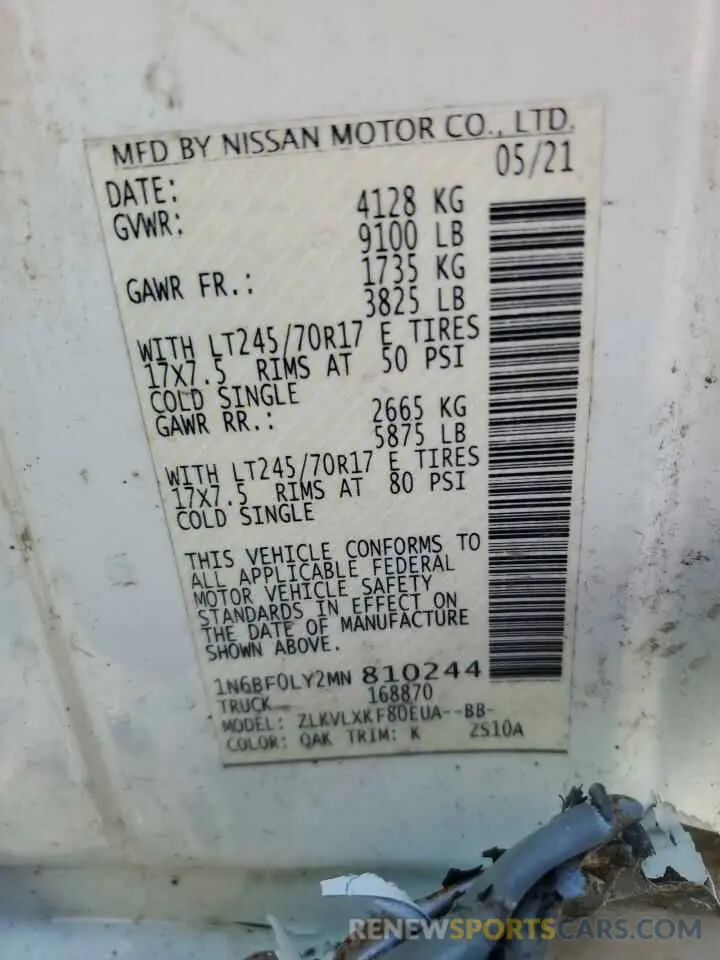 MFD BY NISSAN MOTOR CO., LTD.
DATE: 05/21
GVWR: 4128 KG
9100 LB
GAWR FR.: 1735 KG
3825 LB
WITH LT245/70R17 E TIRES
17X7.5 RIMS AT 50 PSI
COLD SINGLE
GAWR RR.: 2665 KG
5875 LB
WITH LT245/70R17 E TIRES
17X7.5 RIMS AT 80 PSI
COLD SINGLE
THIS VEHICLE CONFORMS TO
ALL APPLICABLE FEDERAL
MOTOR VEHICLE SAFETY
STANDARDS IN EFFECT ON
THE DATE OF MANUFACTURE
SHOWN ABOVE.
1N6BF0LY2MN 810244
TRUCK 168870
MODEL: ZLKVLXKF80EUA--BB-
COLOR: QAK TRIM: K ZS10A
RENEWSPORTSCARS.COM